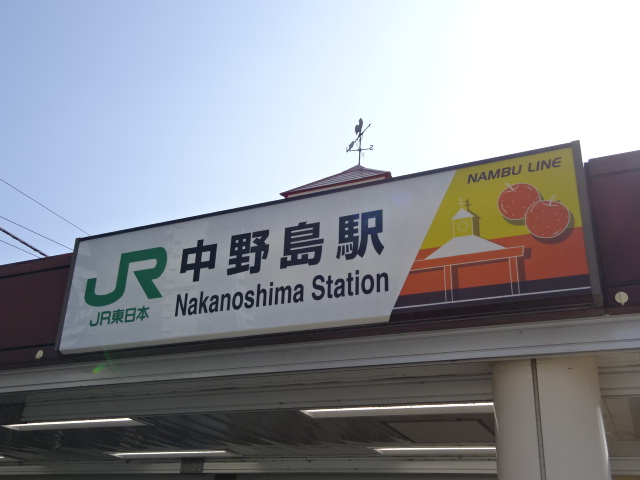 JR
JR東日本
中野島駅
Nakanoshima Station
NAMBU LINE